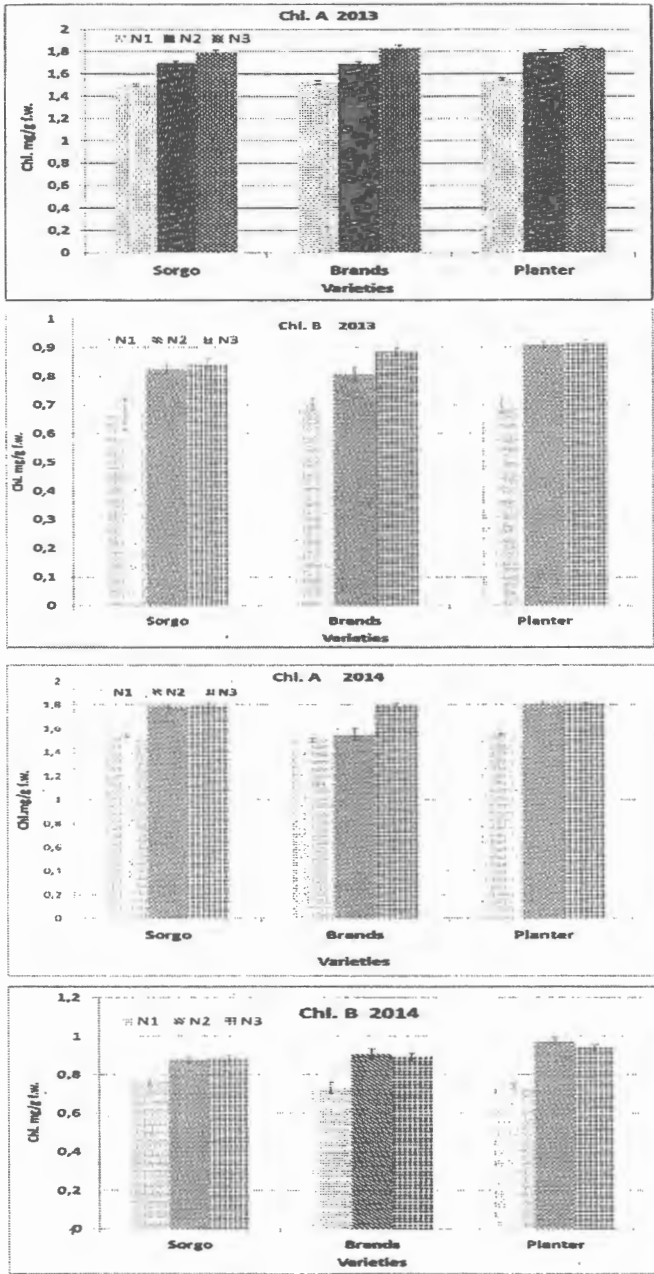 Chl. A 2013
N1 N2 N3
Chl. mg/g f.w.
2
1,8
1,6
1,4
1,2
1
0,8
0,6
0,4
0,2
0
Sorgo Brands Planter
Varieties
Chl. B 2013
N1 N2 N3
Chl. mg/g f.w.
1
0,9
0,8
0,7
0,6
0,5
0,4
0,3
0,2
0,1
0
Sorgo Brands Planter
Varieties
Chl. A 2014
N1 N2 N3
Chl.mg/g f.w.
2
1,8
1,6
1,4
1,2
1
0,8
0,6
0,4
0,2
0
Sorgo Brands Planter
Varieties
Chl. B 2014
N1 N2 N3
Chl. mg/g f.w.
1,2
1
0,8
0,6
0,4
0,2
0
Sorgo Brands Planter
Varieties